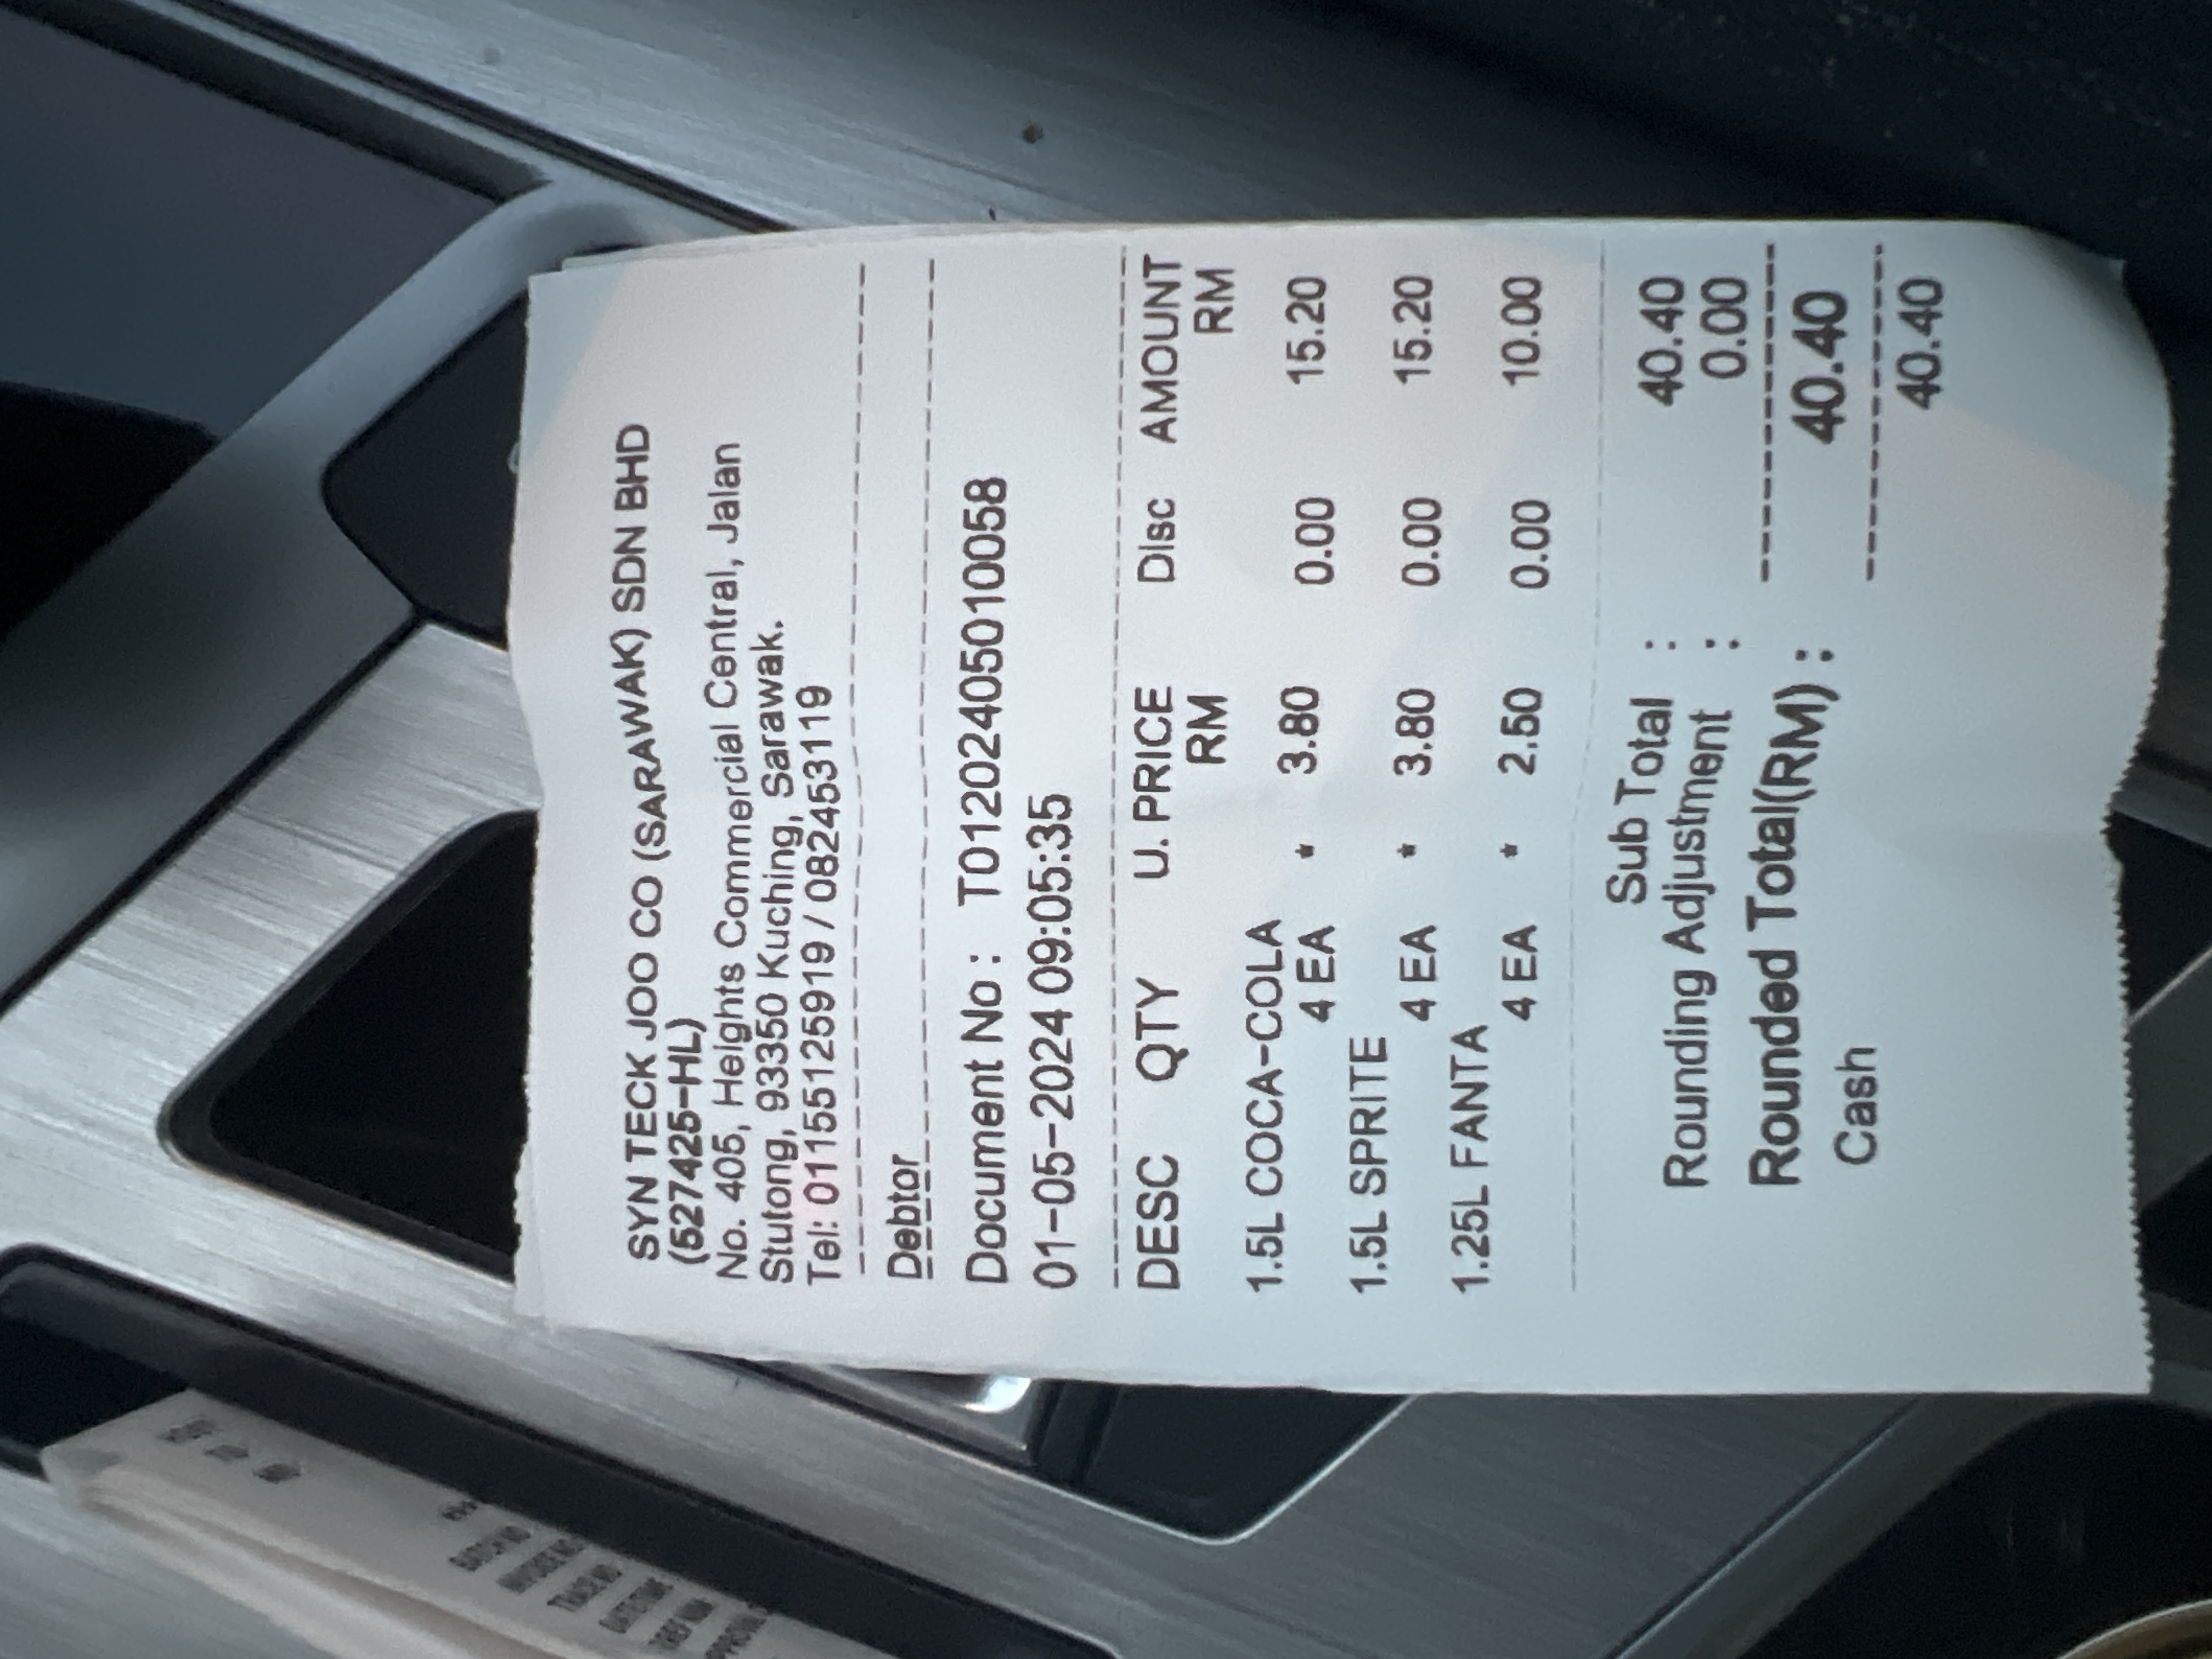 SYN TECK JOO CO (SARAWAK) SDN BHD
(527425-HL)
No. 405, Heights Commercial Central, Jalan
Stutong, 93350 Kuching, Sarawak.
Tel: 01155125919 / 082453119
Debtor
Document No : T01202405010058
01-05-2024 09:05:35
DESC QTY U. PRICE Disc AMOUNT
RM RM
1.5L COCA-COLA
4 EA * 3.80 0.00 15.20
1.5L SPRITE
4 EA * 3.80 0.00 15.20
1.25L FANTA
4 EA * 2.50 0.00 10.00
Sub Total : 40.40
Rounding Adjustment : 0.00
Rounded Total(RM) : 40.40
Cash
40.40